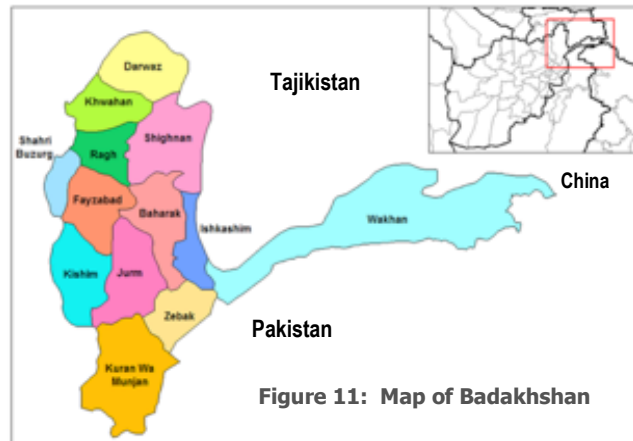 Darwaz
Tajikistan
Khwahan
Shighnan
Shahri
Buzurg
Ragh
China
Fayzabad
Baharak
Wakhan
Ishkashim
Kishim
Jurm
Zebak
Pakistan
Kuran Wa
Munjan
Figure 11: Map of Badakhshan